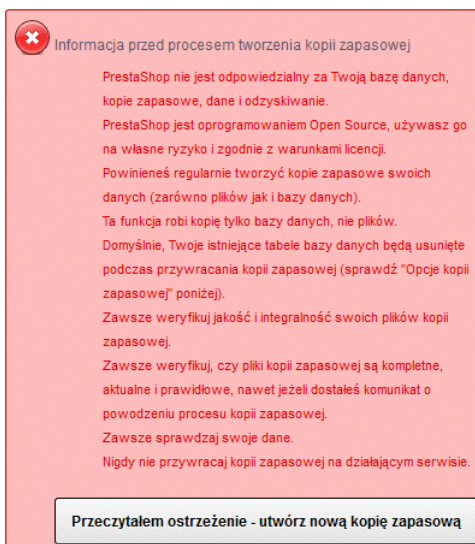 Informacja przed procesem tworzenia kopii zapasowej
PrestaShop nie jest odpowiedzialny za Twoją bazę danych,
kopie zapasowe, dane i odzyskiwanie.
PrestaShop jest oprogramowaniem Open Source, używasz go
na własne ryzyko i zgodnie z warunkami licencji.
Powinieneś regularnie tworzyć kopie zapasowe swoich
danych (zarówno plików jak i bazy danych).
Ta funkcja robi kopię tylko bazy danych, nie plików.
Domyślnie, Twoje istniejące tabele bazy danych będą usunięte
podczas przywracania kopii zapasowej (sprawdź "Opcje kopii
zapasowej" poniżej).
Zawsze weryfikuj jakość i integralność swoich plików kopii
zapasowej.
Zawsze weryfikuj, czy pliki kopii zapasowej są kompletne,
aktualne i prawidłowe, nawet jeżeli dostałeś komunikat o
powodzeniu procesu kopii zapasowej.
Zawsze sprawdzaj swoje dane.
Nigdy nie przywracaj kopii zapasowej na działającym serwisie.
Przeczytałem ostrzeżenie - utwórz nową kopię zapasową